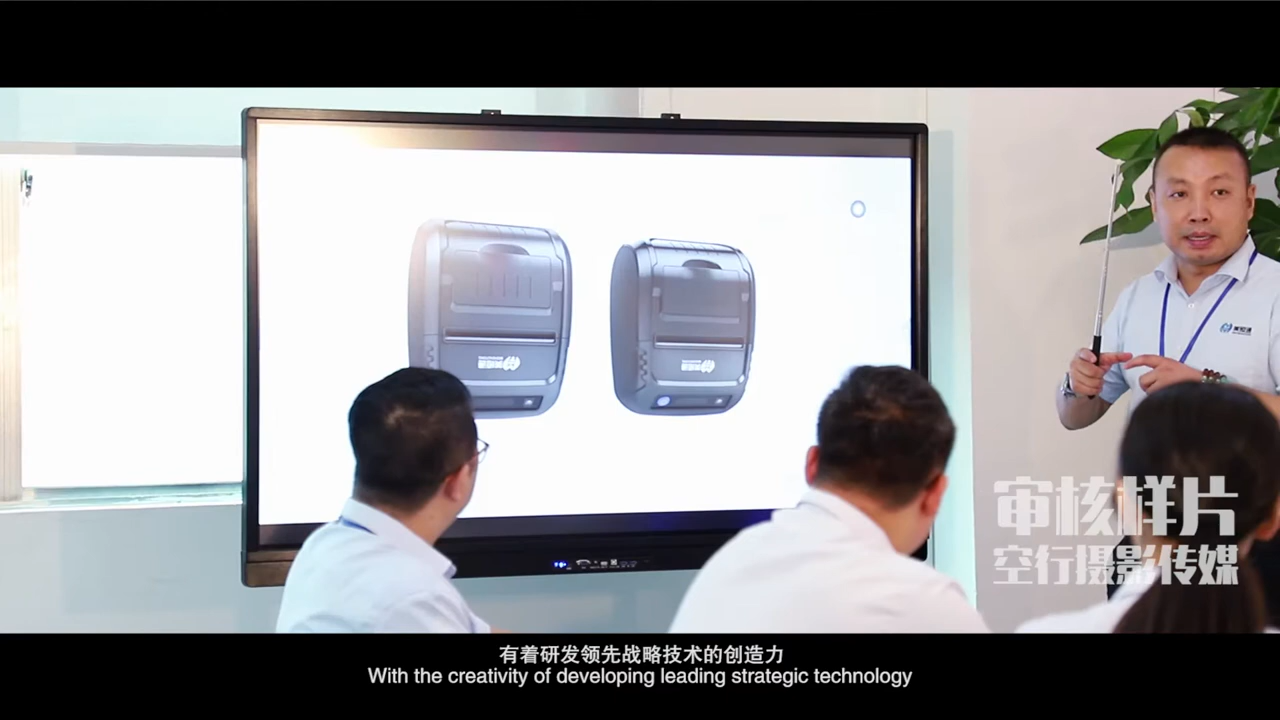 审核样片
空行摄影传媒
有着研发领先战略技术的创造力
With the creativity of developing leading strategic technology